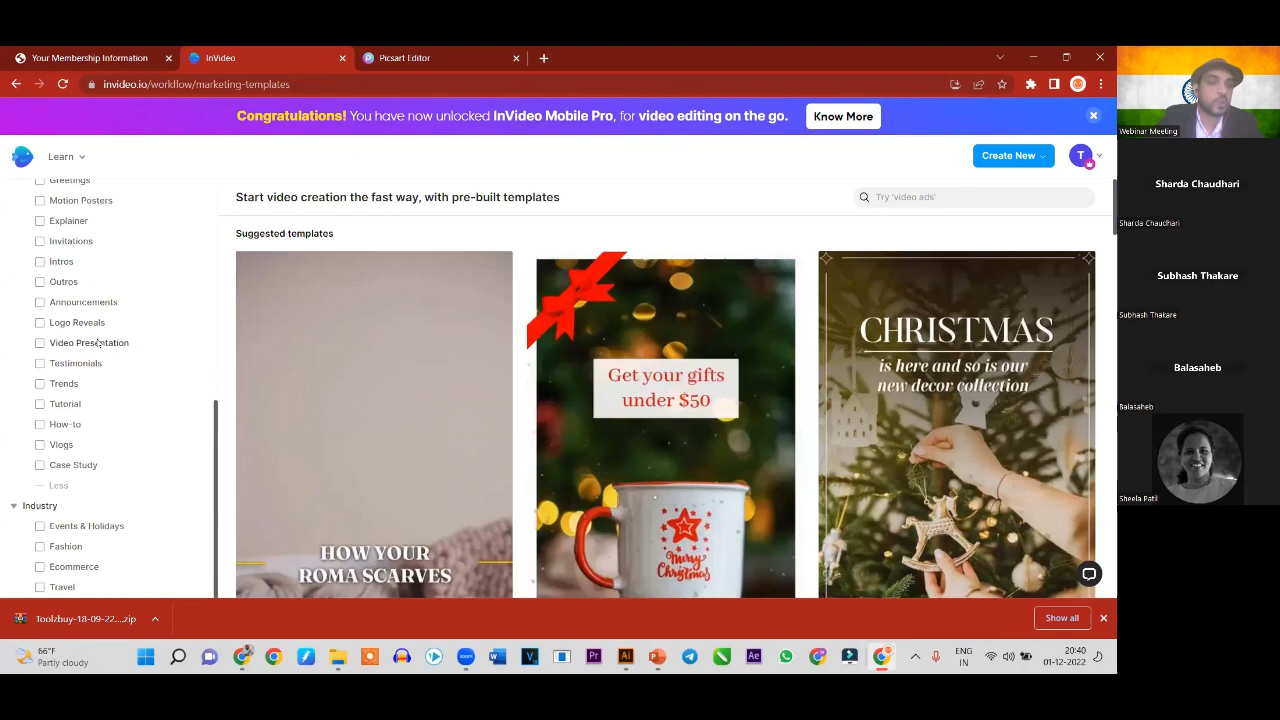 Your Membership Information
InVideo
Picsart Editor
invideo.io/workflow/marketing-templates
Congratulations! You have now unlocked InVideo Mobile Pro, for video editing on the go.
Know More
Learn
Create New
T
Greetings
Motion Posters
Explainer
Invitations
Intros
Outros
Announcements
Logo Reveals
Video Presentation
Testimonials
Trends
Tutorial
How-to
Vlogs
Case Study
Less
Industry
Events & Holidays
Fashion
Ecommerce
Travel
Start video creation the fast way, with pre-built templates
Try 'video ads'
Suggested templates
HOW YOUR
ROMA SCARVES
Get your gifts
under $50
Merry
Christmas
CHRISTMAS
is here and so is our
new decor collection
Toolzbuy-18-09-22....zip
Show all
66°F
Partly cloudy
ENG
IN
20:40
01-12-2022
Webinar Meeting
Sharda Chaudhari
Sharda Chaudhari
Subhash Thakare
Subhash Thakare
Balasaheb
Balasaheb
Sheela Patil